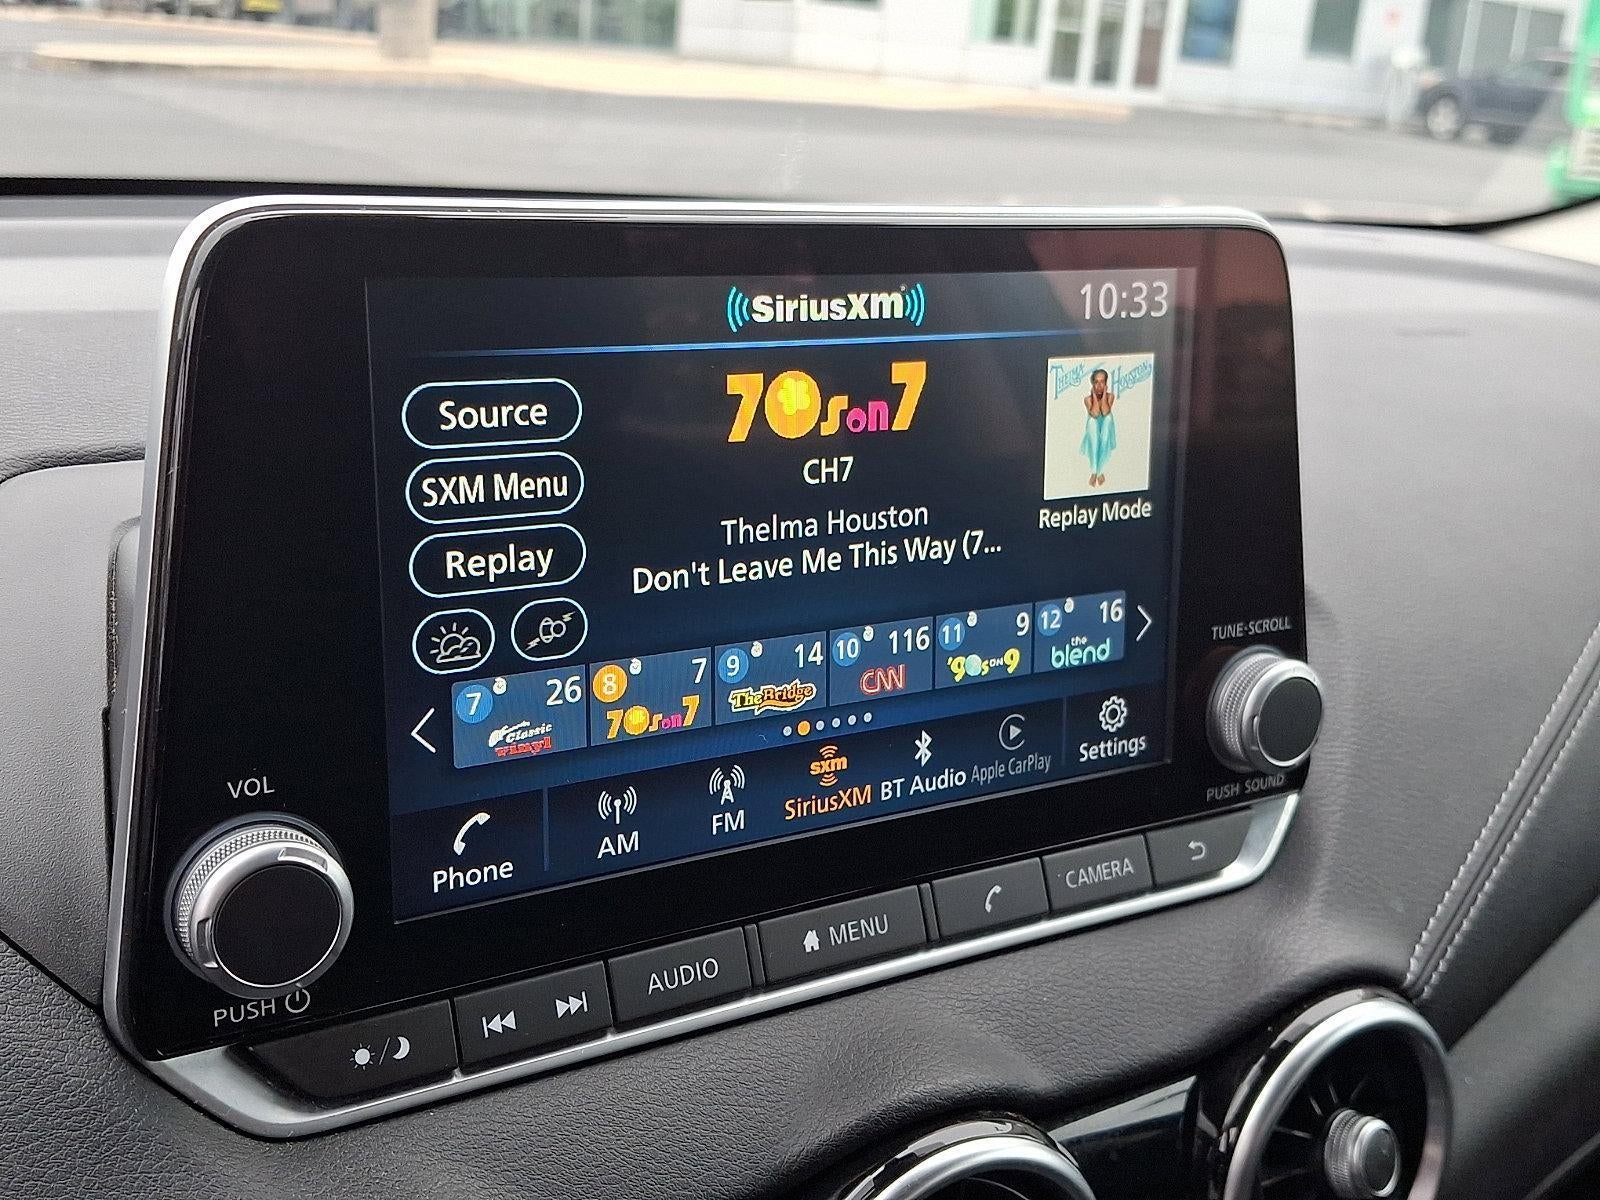 SiriusXM
10:33
Source
SXM Menu
Replay
70s on 7
CH7
Thelma Houston
Don't Leave Me This Way (7...
THELMA HOUSTON
Replay Mode
7 26
Classic Vinyl
8 7
70s on 7
9 14
The Bridge
10 116
CNN
11 9
'90s ON 9
12 16
the blend
Phone
AM
FM
sxm
SiriusXM
BT Audio
Apple CarPlay
Settings
VOL
PUSH
TUNE·SCROLL
PUSH SOUND
AUDIO
MENU
CAMERA